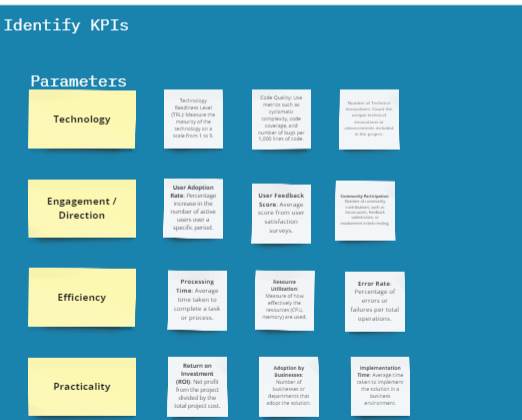 Identify KPIs
Parameters
Technology
Technology
Readiness Level
(TRL): Measure the
maturity of the
technology on a
scale from 1 to 9.
Code Quality: Use
metrics such as
cyclomatic
complexity, code
coverage, and
number of bugs per
1,000 lines of code.
Number of Technical
Innovations: Count the
unique technical
innovations or
advancements included
in the project.
Engagement /
Direction
User Adoption
Rate: Percentage
increase in the
number of active
users over a
specific period.
User Feedback
Score: Average
score from user
satisfaction
surveys.
Community Participation:
Number of community
contributions, such as
forum posts, feedback
submissions, or
Efficiency
Processing
Time: Average
time taken to
complete a task
or process.
Resource
Utilization:
Measure of how
effectively the
resources (CPU,
memory) are used.
Error Rate:
Percentage of
errors or
failures per total
operations.
Practicality
Return on
Investment
(ROI): Net profit
from the project
divided by the
total project cost.
Adoption by
Businesses:
Number of
businesses or
departments that
adopt the solution.
Implementation
Time: Average time
taken to implement
the solution in a
business
environment.